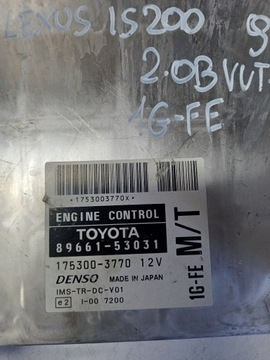 LEXUS IS200
2.0B VVT
1G-FE
*1753003770X*
ENGINE CONTROL
TOYOTA
89661-53031
175300-3770 12V
DENSO MADE IN JAPAN
IMS-TR-DC-V01
e2 I-00 7200
1G-FE M/T